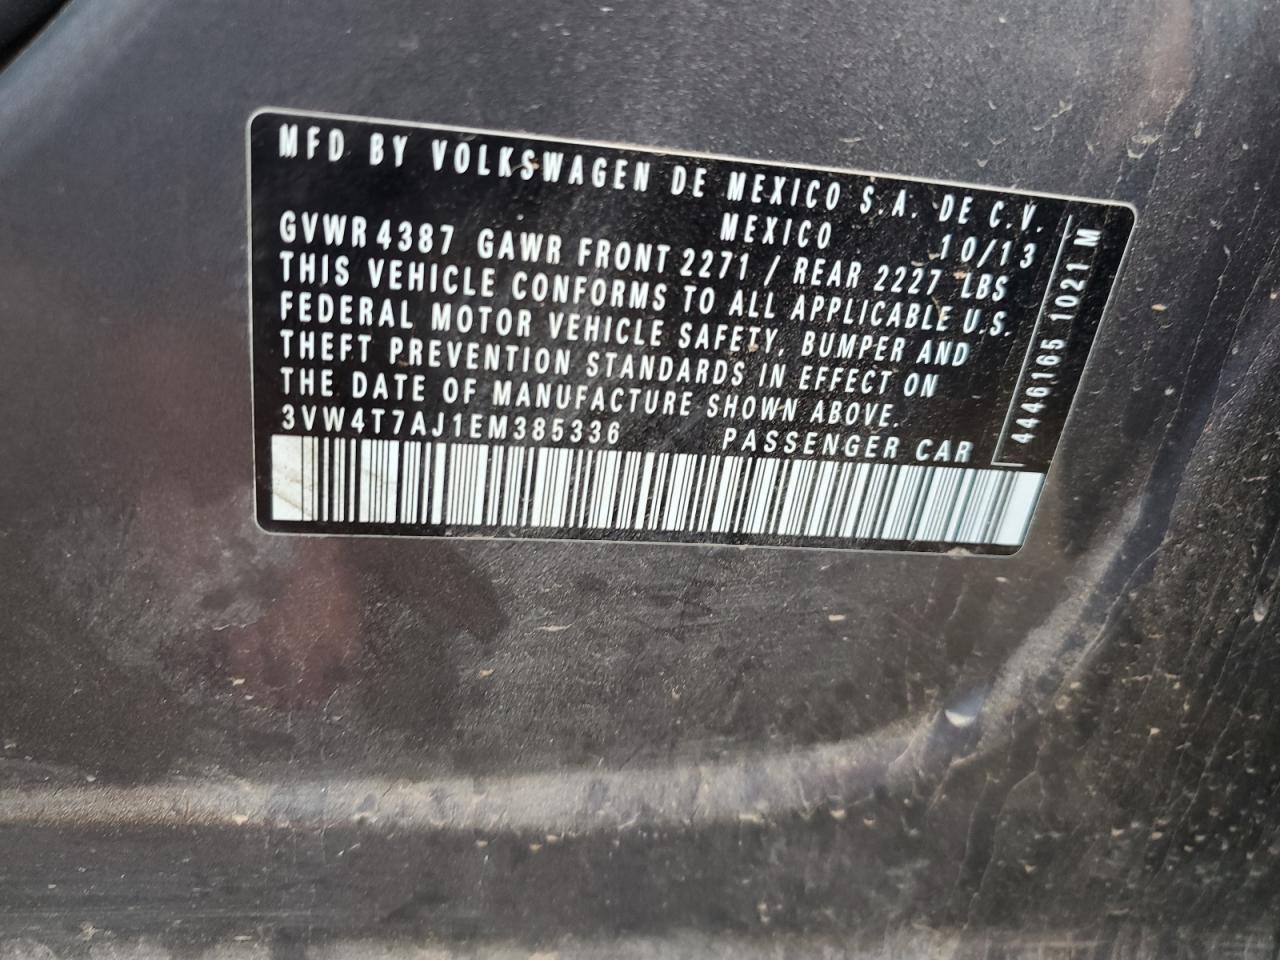 MFD BY VOLKSWAGEN DE MEXICO S.A. DE C.V.
MEXICO 10/13
GVWR 4387 GAWR FRONT 2271 / REAR 2227 LBS
THIS VEHICLE CONFORMS TO ALL APPLICABLE U.S.
FEDERAL MOTOR VEHICLE SAFETY, BUMPER AND
THEFT PREVENTION STANDARDS IN EFFECT ON
THE DATE OF MANUFACTURE SHOWN ABOVE.
3VW4T7AJ1EM385336 PASSENGER CAR
4446165 1021 M